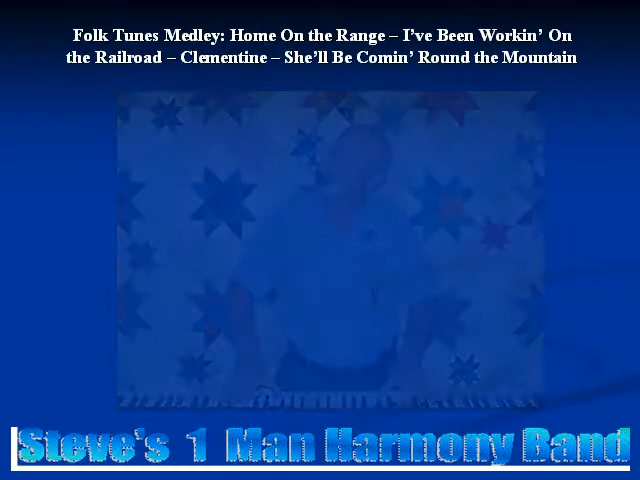 Folk Tunes Medley: Home On the Range – I’ve Been Workin’ On
the Railroad – Clementine – She’ll Be Comin’ Round the Mountain
Steve's 1 Man Harmony Band